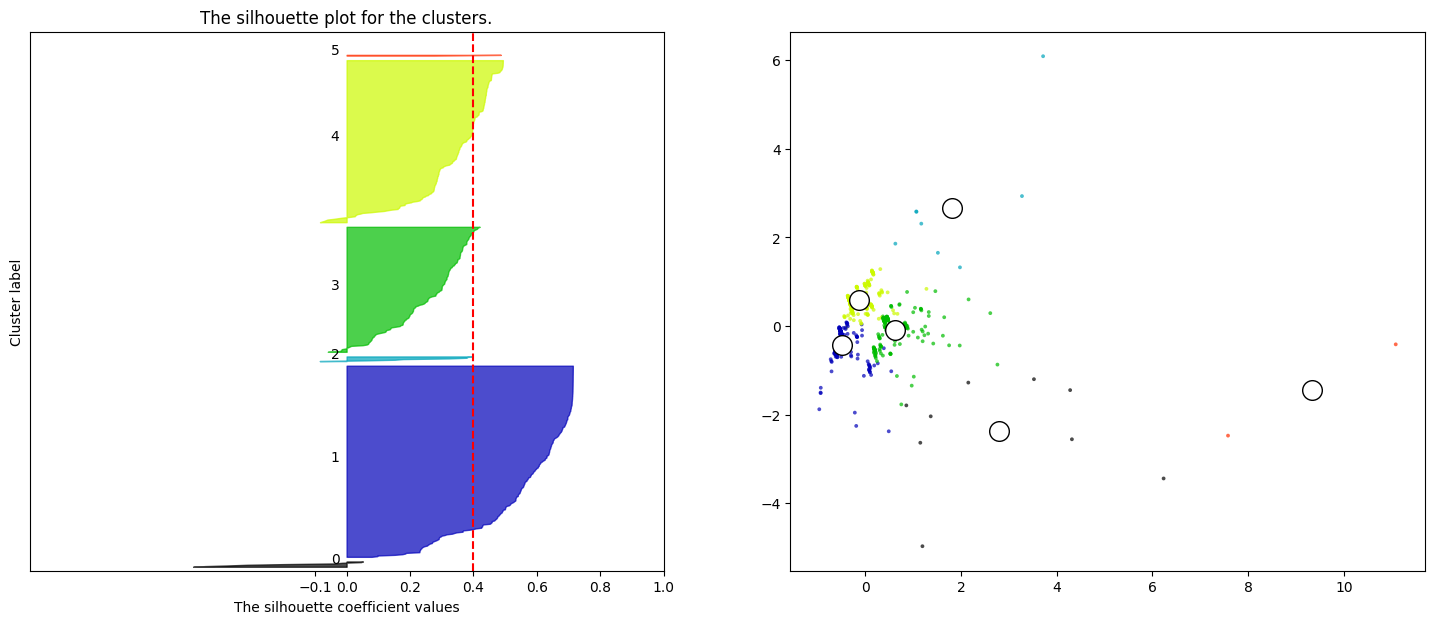 The silhouette plot for the clusters.
Cluster label
5
4
3
2
1
0
−0.1 0.0 0.2 0.4 0.6 0.8 1.0
The silhouette coefficient values
6
4
2
0
−2
−4
0 2 4 6 8 10